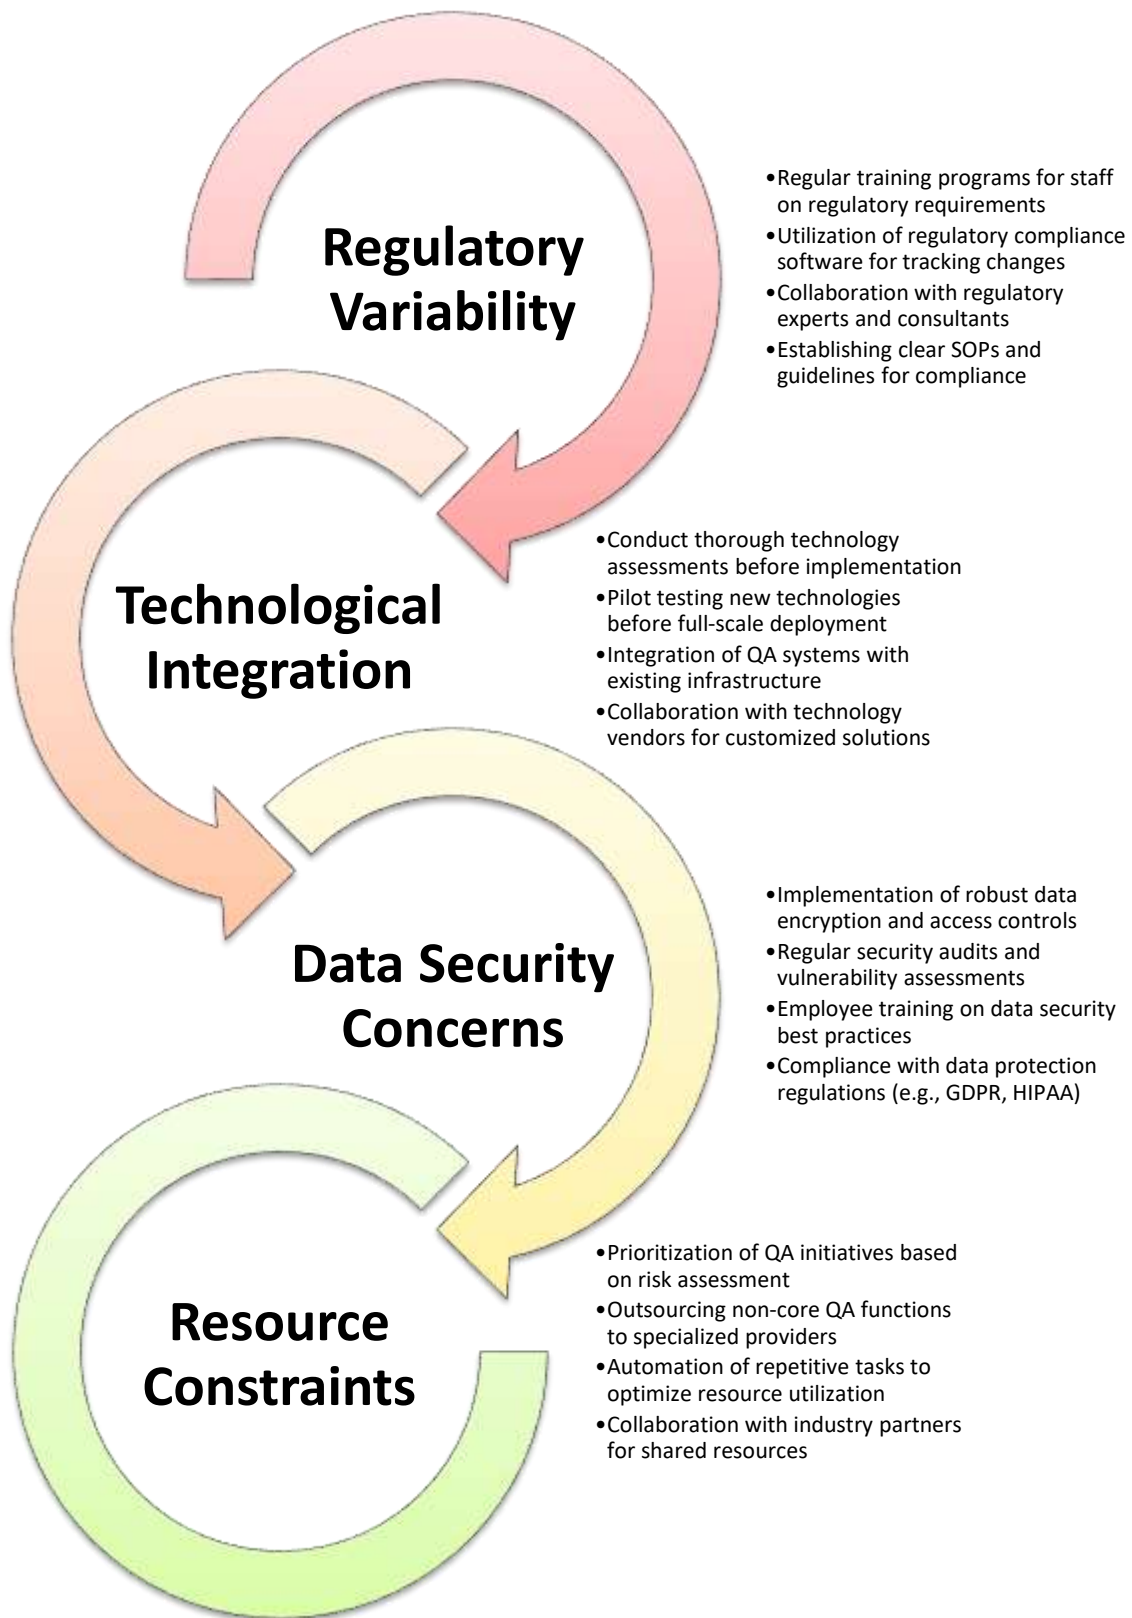 Regulatory
Variability
•Regular training programs for staff
on regulatory requirements
•Utilization of regulatory compliance
software for tracking changes
•Collaboration with regulatory
experts and consultants
•Establishing clear SOPs and
guidelines for compliance
Technological
Integration
•Conduct thorough technology
assessments before implementation
•Pilot testing new technologies
before full-scale deployment
•Integration of QA systems with
existing infrastructure
•Collaboration with technology
vendors for customized solutions
Data Security
Concerns
•Implementation of robust data
encryption and access controls
•Regular security audits and
vulnerability assessments
•Employee training on data security
best practices
•Compliance with data protection
regulations (e.g., GDPR, HIPAA)
Resource
Constraints
•Prioritization of QA initiatives based
on risk assessment
•Outsourcing non-core QA functions
to specialized providers
•Automation of repetitive tasks to
optimize resource utilization
•Collaboration with industry partners
for shared resources